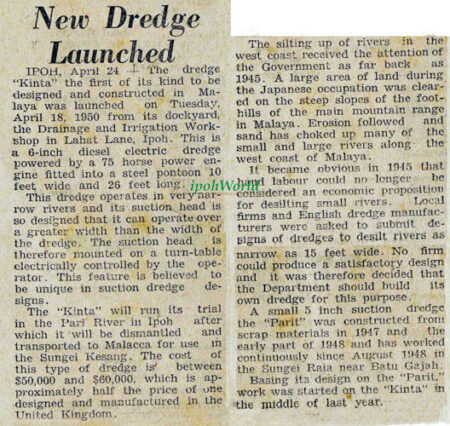 New Dredge
Launched
IPOH, April 24 — The dredge
"Kinta" the first of its kind to be
designed and constructed in Ma-
laya was launched on Tuesday,
April 18, 1950 from its dockyard,
the Drainage and Irrigation Work-
shop in Lahat Lane, Ipoh. This is
a 6-inch diesel electric dredge
powered by a 75 horse power en-
gine fitted into a steel pontoon 10
feet wide and 26 feet long.
This dredge operates in very nar-
row rivers and its suction head is
so designed that it can operate over
a greater width than the width of
the dredge. The suction head is
therefore mounted on a turn-table
electrically controlled by the ope-
rator. This feature is believed to
be unique in suction dredge de-
signs.
The "Kinta" will run its trial
in the Pari River in Ipoh after
which it will be dismantled and
transported to Malacca for use in
the Sungei Kesang. The cost of
this type of dredge is between
$50,000 and $60,000, which is ap-
proximately half the price of one
designed and manufactured in the
United Kingdom.
The silting up of rivers in the
west coast received the attention of
the Government as far back as
1945. A large area of land during
the Japanese occupation was clear-
ed on the steep slopes of the foot-
hills of the main mountain range
in Malaya. Erosion followed and
sand has choked up many of the
small and large rivers along the
west coast of Malaya.
It became obvious in 1945 that
hand labour could no longer be
considered an economic proposition
for desilting small rivers. Local
firms and English dredge manufac-
turers were asked to submit de-
signs of dredges to desilt rivers as
narrow as 15 feet wide. No firm
could produce a satisfactory design
and it was therefore decided that
the Department should build its
own dredge for this purpose.
A small 5 inch suction dredge
the "Parit" was constructed from
scrap materials in 1947 and the
early part of 1948 and has worked
continuously since August 1948 in
the Sungei Raia near Batu Gajah.
Basing its design on the "Parit."
work was started on the "Kinta" in
the middle of last year.
ipohWorld